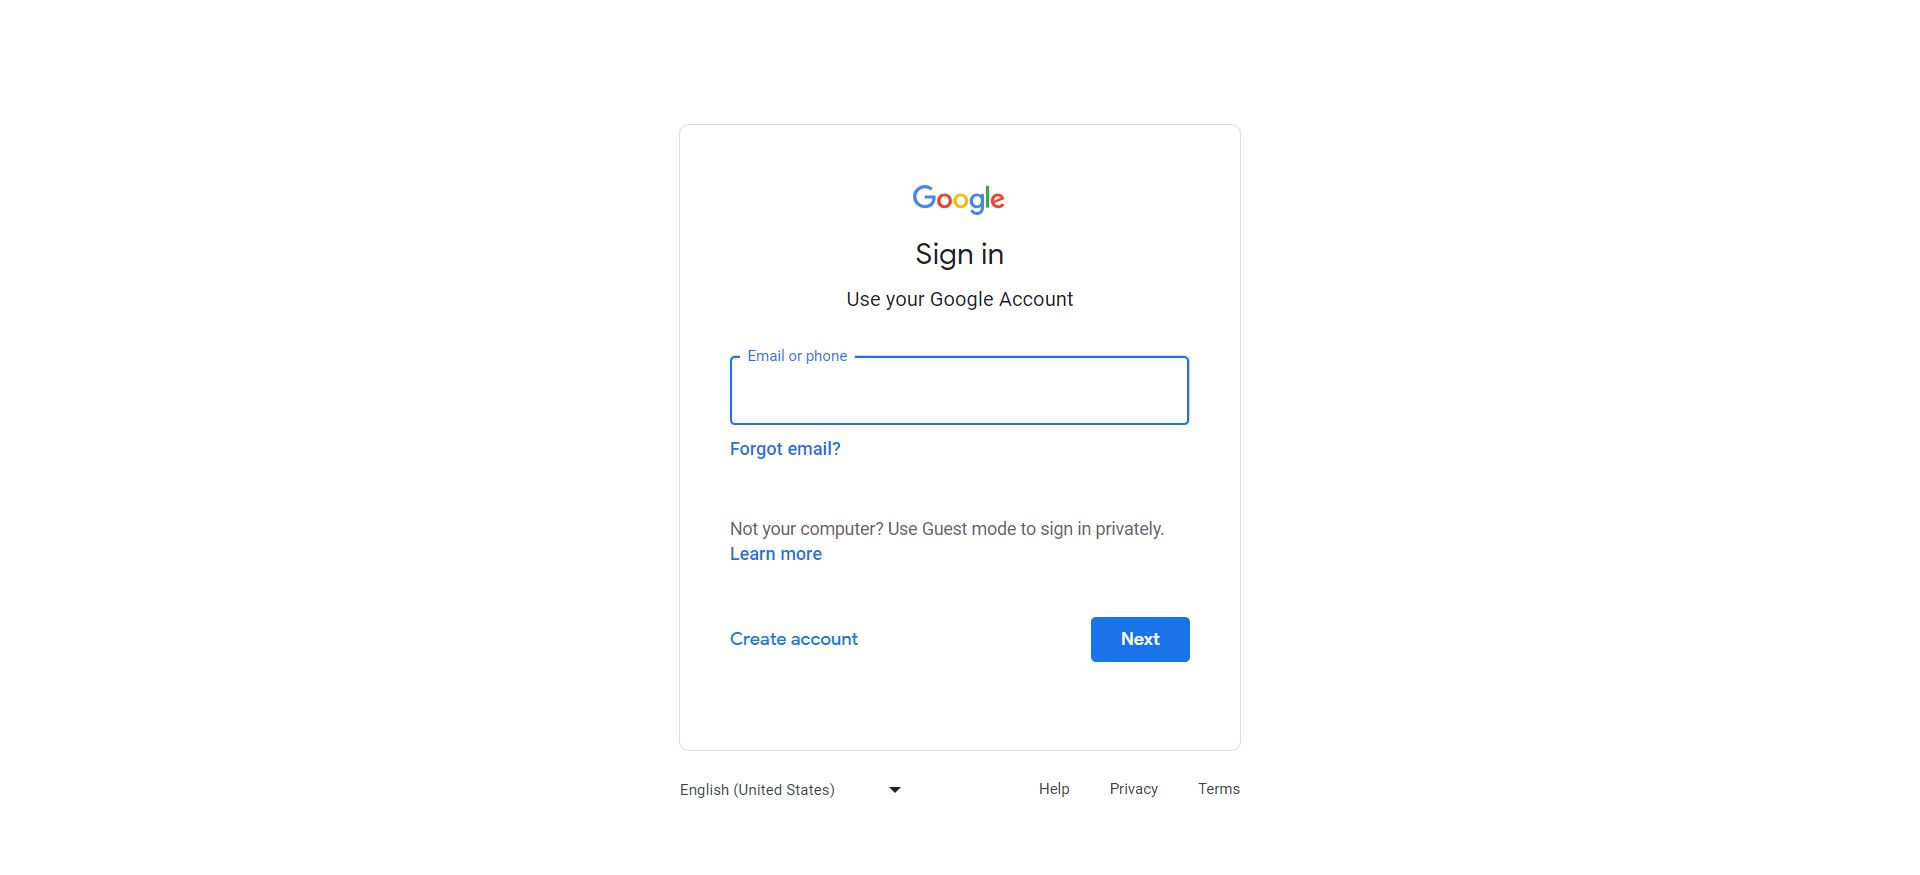 Google
Sign in
Use your Google Account
Email or phone
Forgot email?
Not your computer? Use Guest mode to sign in privately.
Learn more
Create account
Next
English (United States)
Help
Privacy
Terms